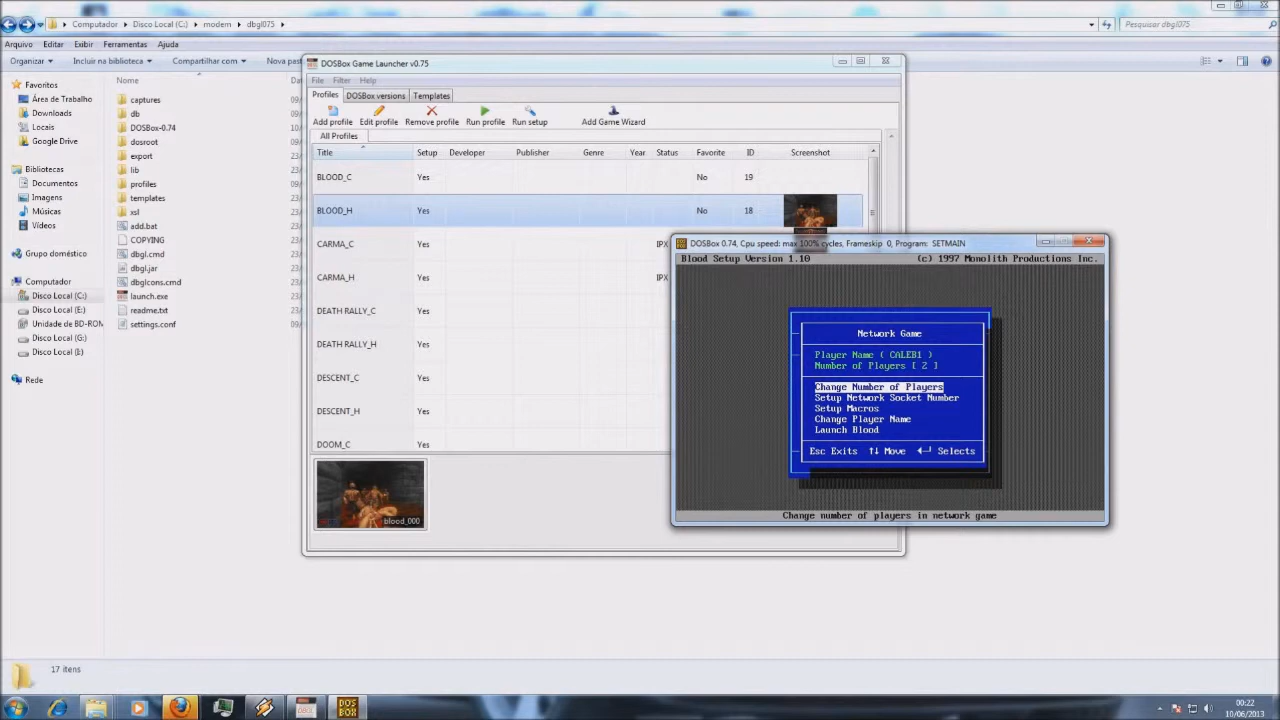 Computador ▸ Disco Local (C:) ▸ modem ▸ dbgl075 ▸
Pesquisar dbgl075
Arquivo Editar Exibir Ferramentas Ajuda
Organizar Incluir na biblioteca Compartilhar com Nova past
Favoritos
Área de Trabalho
Downloads
Locais
Google Drive
Bibliotecas
Documentos
Imagens
Músicas
Vídeos
Grupo doméstico
Computador
Disco Local (C:)
Disco Local (E:)
Unidade de BD-ROM
Disco Local (G:)
Disco Local (I:)
Rede
Nome
captures
db
DOSBox-0.74
dosroot
export
lib
profiles
templates
xsl
add.bat
COPYING
dbgl.cmd
dbgl.jar
dbglcons.cmd
launch.exe
readme.txt
settings.conf
DOSBox Game Launcher v0.75
File Filter Help
Profiles DOSBox versions Templates
Add profile Edit profile Remove profile Run profile Run setup Add Game Wizard
All Profiles
Title Setup Developer Publisher Genre Year Status Favorite ID Screenshot
BLOOD_C Yes No 19
BLOOD_H Yes No 18
CARMA_C Yes IPX
CARMA_H Yes IPX
DEATH RALLY_C Yes
DEATH RALLY_H Yes
DESCENT_C Yes
DESCENT_H Yes
DOOM_C Yes
blood_000
DOSBox 0.74, Cpu speed: max 100% cycles, Frameskip 0, Program: SETMAIN
Blood Setup Version 1.10 (c) 1997 Monolith Productions Inc.
Network Game
Player Name ( CALEB1 )
Number of Players [ 2 ]
Change Number of Players
Setup Network Socket Number
Setup Macros
Change Player Name
Launch Blood
Esc Exits ↑↓ Move ↵ Selects
Change number of players in network game
17 itens
DOS BOX
00:22
10/06/2013